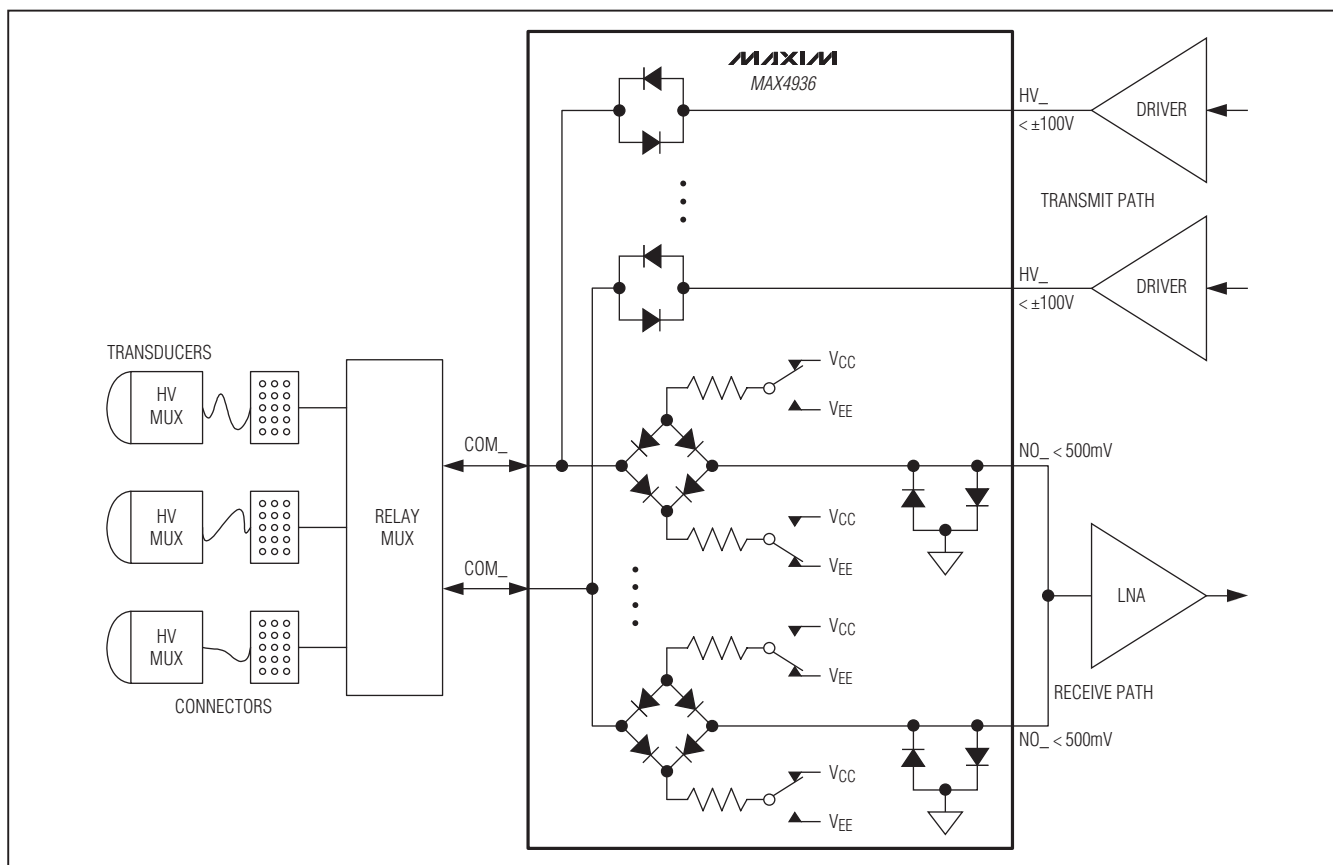 MAXIM
MAX4936
HV_
< ±100V
DRIVER
TRANSMIT PATH
HV_
< ±100V
DRIVER
TRANSDUCERS
HV
MUX
HV
MUX
HV
MUX
CONNECTORS
RELAY
MUX
COM_
COM_
VCC
VEE
VCC
VEE
NO_ < 500mV
LNA
RECEIVE PATH
VCC
VEE
VCC
VEE
NO_ < 500mV